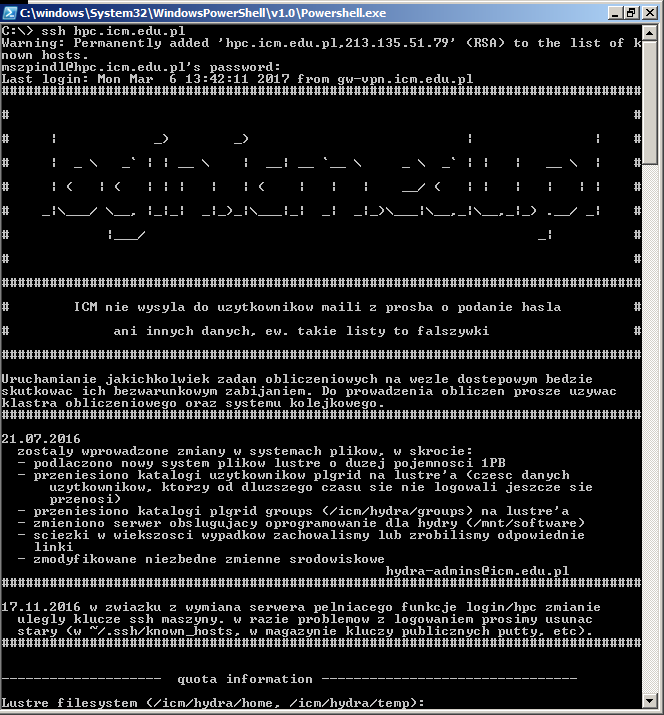 C:\windows\System32\WindowsPowerShell\v1.0\Powershell.exe
C:\> ssh hpc.icm.edu.pl
Warning: Permanently added 'hpc.icm.edu.pl,213.135.51.79' (RSA) to the list of k
nown hosts.
mszpindl@hpc.icm.edu.pl's password:
Last login: Mon Mar  6 13:42:11 2017 from gw-vpn.icm.edu.pl
login.icm.edu.pl
ICM nie wysyla do uzytkownikow maili z prosba o podanie hasla
ani innych danych, ew. takie listy to falszywki
Uruchamianie jakichkolwiek zadan obliczeniowych na wezle dostepowym bedzie
skutkowac ich bezwarunkowym zabijaniem. Do prowadzenia obliczen prosze uzywac
klastra obliczeniowego oraz systemu kolejkowego.
21.07.2016
zostaly wprowadzone zmiany w systemach plikow, w skrocie:
- podlaczono nowy system plikow lustre o duzej pojemnosci 1PB
- przeniesiono katalogi uzytkownikow plgrid na lustre'a (czesc danych
uzytkownikow, ktorzy od dluzszego czasu sie nie logowali jeszcze sie
przenosi)
- przeniesiono katalogi plgrid groups (/icm/hydra/groups) na lustre'a
- zmieniono serwer obslugujacy oprogramowanie dla hydry (/mnt/software)
- sciezki w wiekszosci wypadkow zachowalismy lub zrobilismy odpowiednie
linki
- zmodyfikowane niezbedne zmienne srodowiskowe
hydra-admins@icm.edu.pl
17.11.2016 w zwiazku z wymiana serwera pelniacego funkcje login/hpc zmianie
ulegly klucze ssh maszyny. w razie problemow z logowaniem prosimy usunac
stary (w ~/.ssh/known_hosts, w magazynie kluczy publicznych putty, etc).
-------------------- quota information --------------------------------
Lustre filesystem (/icm/hydra/home, /icm/hydra/temp):